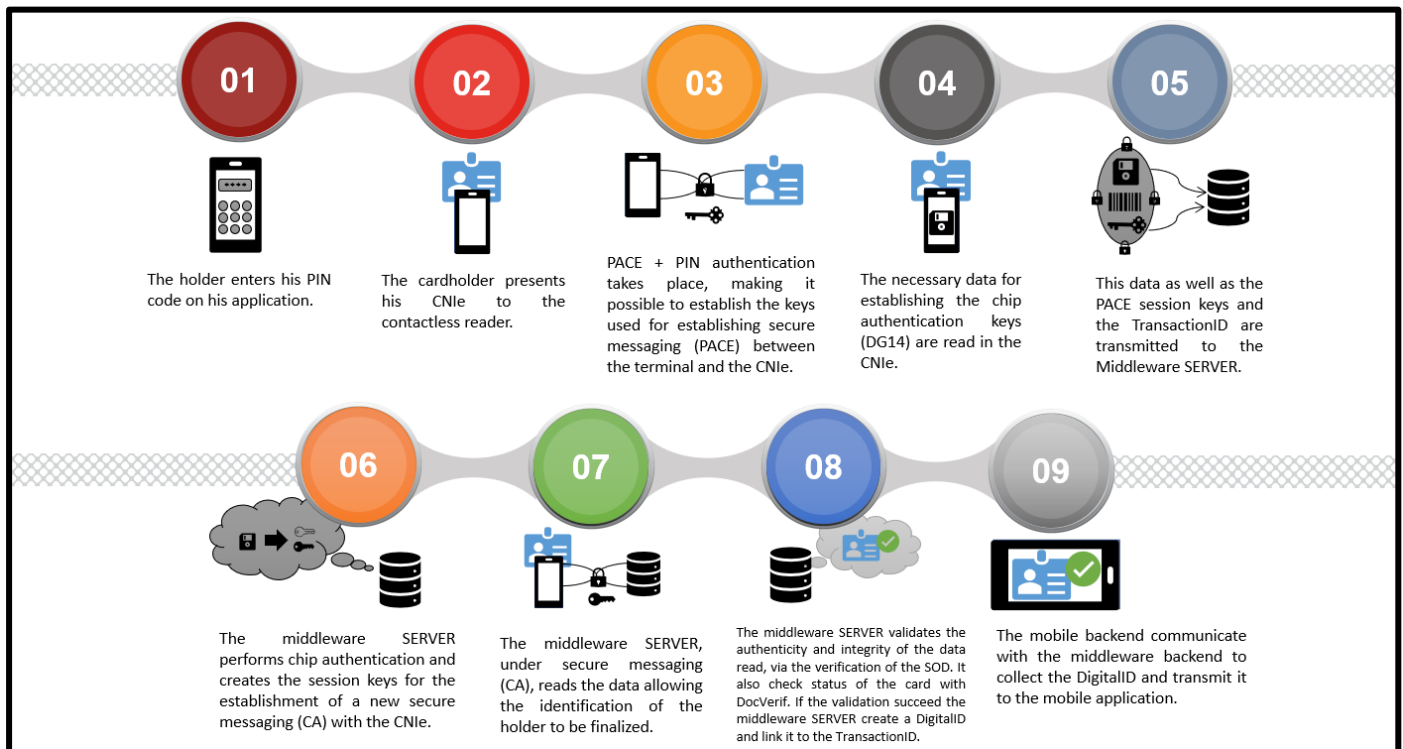 01
02
03
04
05
The holder enters his PIN
code on his application.
The cardholder presents
his CNIe to the
contactless reader.
PACE + PIN authentication
takes place, making it
possible to establish the keys
used for establishing secure
messaging (PACE) between
the terminal and the CNIe.
The necessary data for
establishing the chip
authentication keys
(DG14) are read in the
CNIe.
This data as well as the
PACE session keys and
the TransactionID are
transmitted to the
Middleware SERVER.
06
07
08
09
The middleware SERVER
performs chip authentication and
creates the session keys for the
establishment of a new secure
messaging (CA) with the CNIe.
The middleware SERVER,
under secure messaging
(CA), reads the data allowing
the identification of the
holder to be finalized.
The middleware SERVER validates the
authenticity and integrity of the data
read, via the verification of the SOD. It
also check status of the card with
DocVerif. If the validation succeed the
middleware SERVER create a DigitalID
and link it to the TransactionID.
The mobile backend communicate
with the middleware backend to
collect the DigitalID and transmit it
to the mobile application.